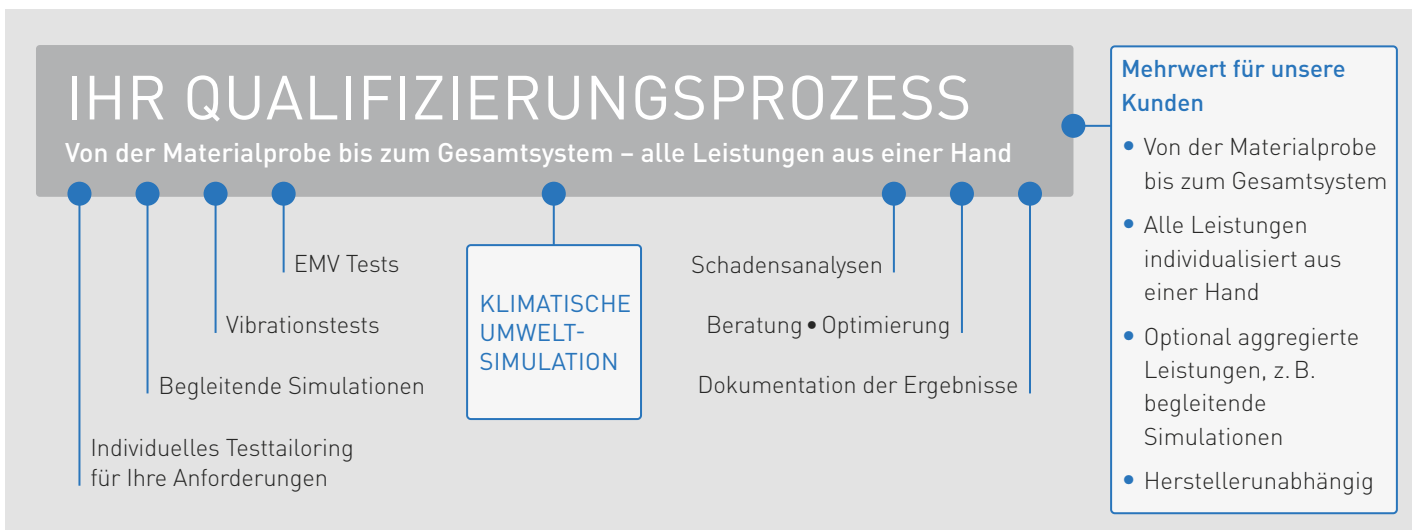 IHR QUALIFIZIERUNGSPROZESS
Von der Materialprobe bis zum Gesamtsystem – alle Leistungen aus einer Hand
EMV Tests
Vibrationstests
Begleitende Simulationen
Individuelles Testtailoring
für Ihre Anforderungen
KLIMATISCHE
UMWELT-
SIMULATION
Schadensanalysen
Beratung • Optimierung
Dokumentation der Ergebnisse
Mehrwert für unsere
Kunden
• Von der Materialprobe
bis zum Gesamtsystem
• Alle Leistungen
individualisiert aus
einer Hand
• Optional aggregierte
Leistungen, z. B.
begleitende
Simulationen
• Herstellerunabhängig